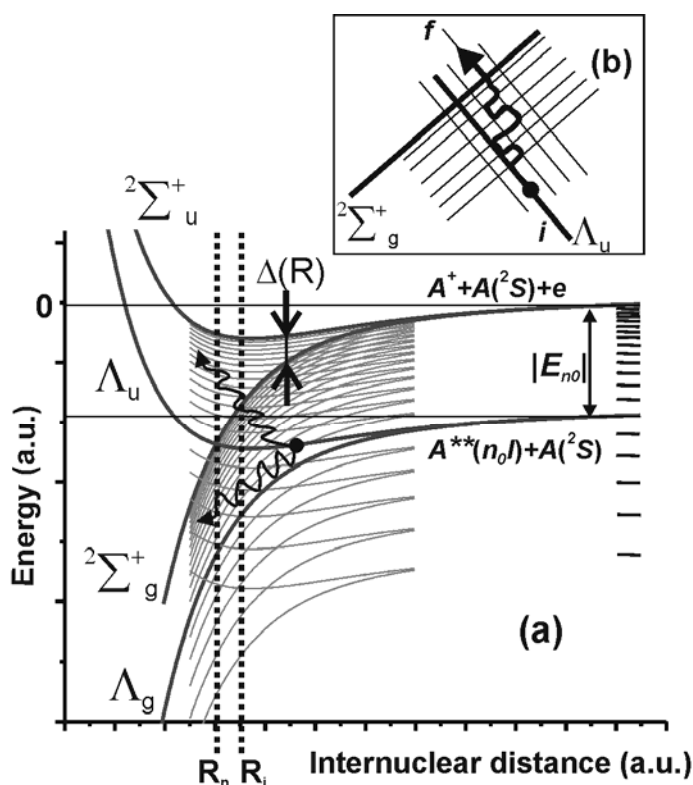 f
(b)
²Σ⁺g
i
Λu
²Σ⁺u
Δ(R)
A⁺+A(²S)+e
0
|Eₙ₀|
Λu
A**(n₀l)+A(²S)
Energy (a.u.)
²Σ⁺g
(a)
Λg
Rₙ Rᵢ Internuclear distance (a.u.)